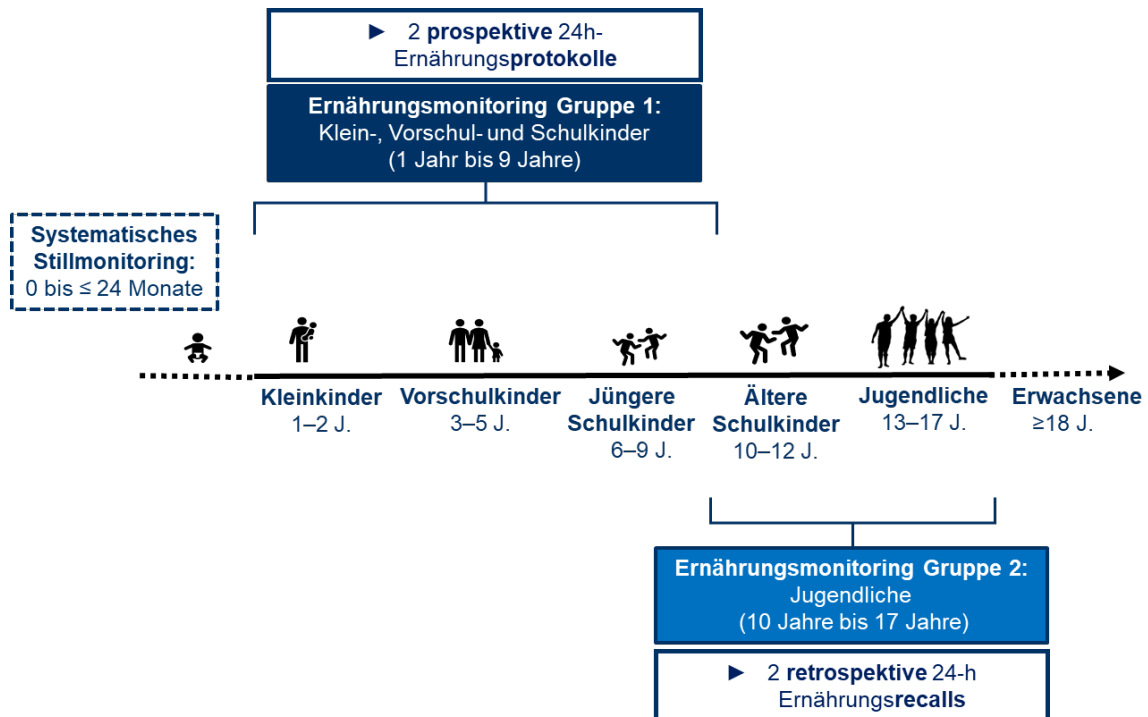 ► 2 prospektive 24h-
Ernährungsprotokolle
Ernährungsmonitoring Gruppe 1:
Klein-, Vorschul- und Schulkinder
(1 Jahr bis 9 Jahre)
Systematisches
Stillmonitoring:
0 bis ≤ 24 Monate
Kleinkinder
1–2 J.
Vorschulkinder
3–5 J.
Jüngere
Schulkinder
6–9 J.
Ältere
Schulkinder
10–12 J.
Jugendliche
13–17 J.
Erwachsene
≥18 J.
Ernährungsmonitoring Gruppe 2:
Jugendliche
(10 Jahre bis 17 Jahre)
► 2 retrospektive 24-h
Ernährungsrecalls